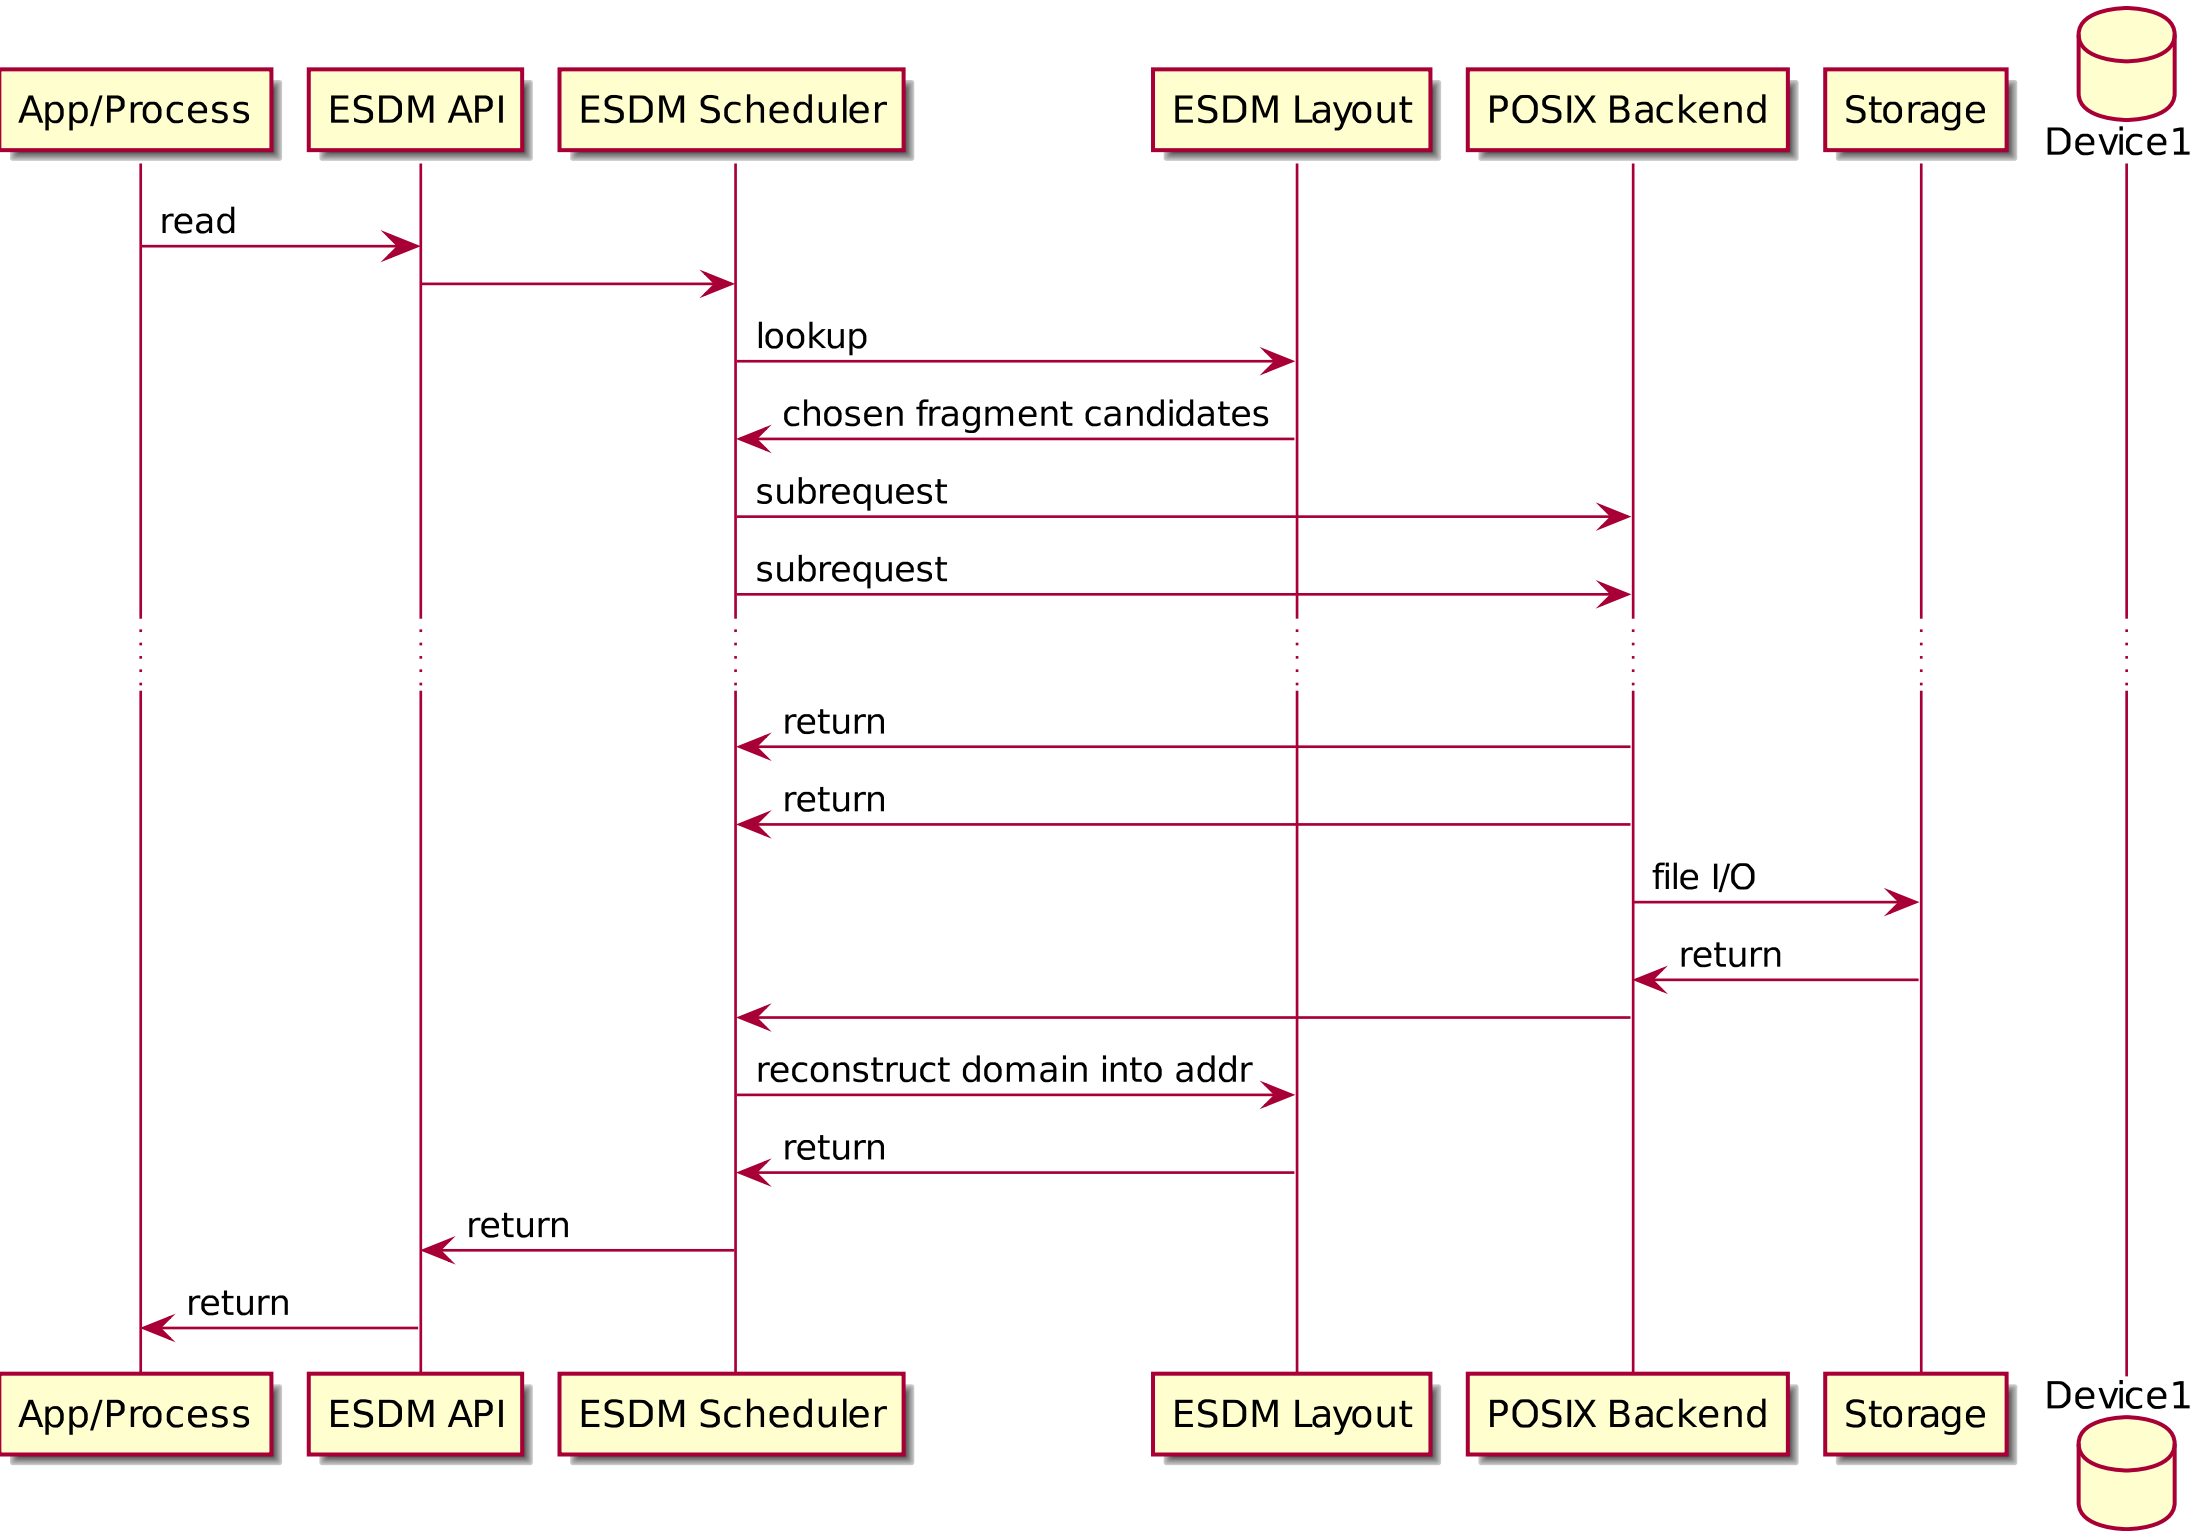 App/Process
ESDM API
ESDM Scheduler
ESDM Layout
POSIX Backend
Storage
Device1
read
lookup
chosen fragment candidates
subrequest
subrequest
return
return
file I/O
return
reconstruct domain into addr
return
return
return
App/Process
ESDM API
ESDM Scheduler
ESDM Layout
POSIX Backend
Storage
Device1